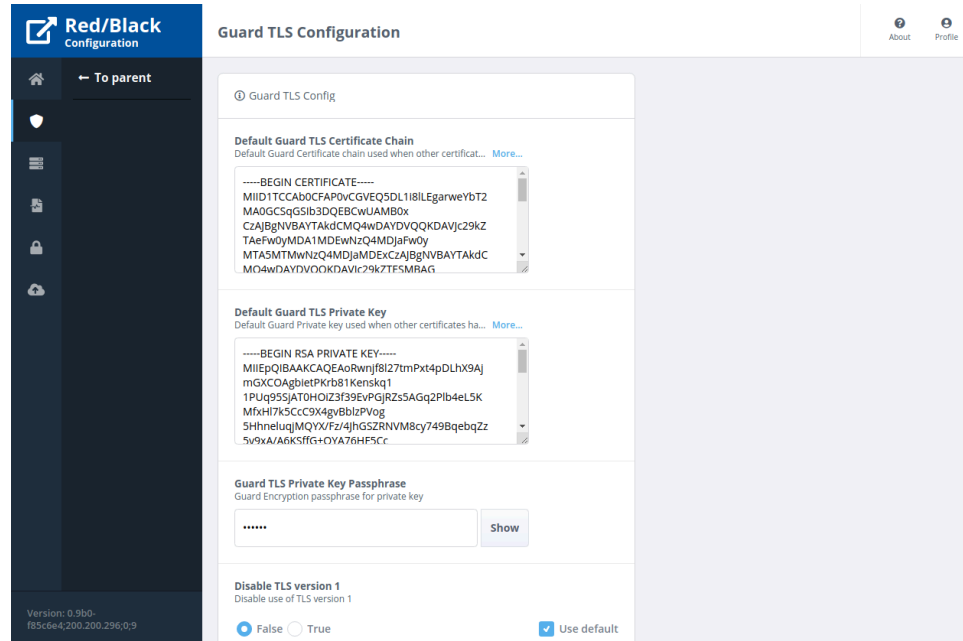 Red/Black
Configuration
Guard TLS Configuration
About
Profile
← To parent
Guard TLS Config
Default Guard TLS Certificate Chain
Default Guard Certificate chain used when other certificat... More...
-----BEGIN CERTIFICATE-----
MIID1TCCAb0CFAP0vCGVEQ5DL1I8lLEgarweYbT2
MA0GCSqGSIb3DQEBCwUAMB0x
CzAJBgNVBAYTAkdCMQ4wDAYDVQQKDAVJc29kZ
TAeFw0yMDA1MDEwNzQ4MDJaFw0y
MTA5MTMwNzQ4MDJaMDExCzAJBgNVBAYTAkdC
MQ4wDAYDVQQKDAVJc29kZTESMBAG
Default Guard TLS Private Key
Default Guard Private key used when other certificates ha... More...
-----BEGIN RSA PRIVATE KEY-----
MIIEpQIBAAKCAQEAoRwnjf8l27tmPxt4pDLhX9Aj
mGXCOAgbietPKrb81Kenskq1
1PUq95SjAT0HOiZ3f39EvPGjRZs5AGq2Plb4eL5K
MfxHl7k5CcC9X4gvBblzPVog
5HhneluqjMQYX/Fz/4JhGSZRNVM8cy749BqebqZz
5v9xA/A6KSffG+OYA76HF5Cc
Guard TLS Private Key Passphrase
Guard Encryption passphrase for private key
••••••
Show
Disable TLS version 1
Disable use of TLS version 1
False True
Use default
Version: 0.9b0-
f85c6e4;200.200.296;0;9